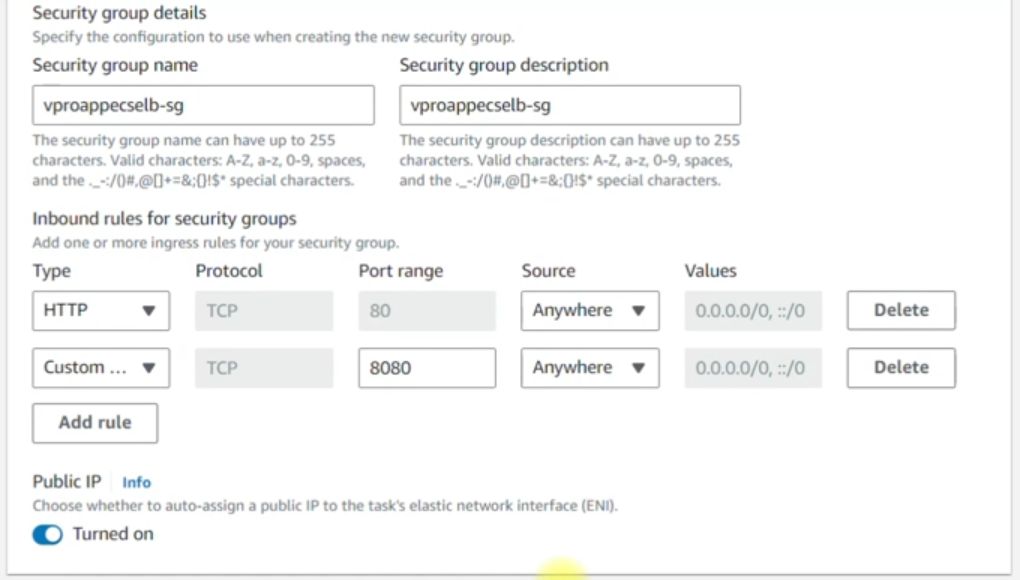 Security group details
Specify the configuration to use when creating the new security group.
Security group name Security group description
vproappecselb-sg vproappecselb-sg
The security group name can have up to 255 The security group description can have up to 255
characters. Valid characters: A-Z, a-z, 0-9, spaces, characters. Valid characters: A-Z, a-z, 0-9, spaces,
and the ._-:/()#,@[]+=&;{}!$* special characters. and the ._-:/()#,@[]+=&;{}!$* special characters.
Inbound rules for security groups
Add one or more ingress rules for your security group.
Type Protocol Port range Source Values
HTTP TCP 80 Anywhere 0.0.0.0/0, ::/0 Delete
Custom ... TCP 8080 Anywhere 0.0.0.0/0, ::/0 Delete
Add rule
Public IP Info
Choose whether to auto-assign a public IP to the task's elastic network interface (ENI).
Turned on